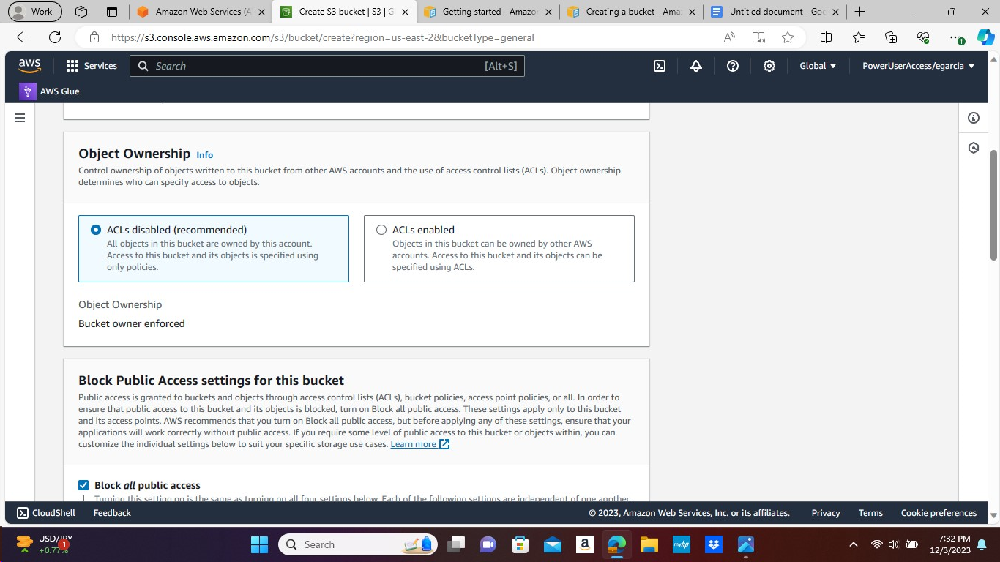 Work
Amazon Web Services (A
Create S3 bucket | S3 | G
Getting started - Amazon
Creating a bucket - Ama
Untitled document - Goo
https://s3.console.aws.amazon.com/s3/bucket/create?region=us-east-2&bucketType=general
aws
Services
Search
[Alt+S]
Global
PowerUserAccess/egarcia
AWS Glue
Object Ownership Info
Control ownership of objects written to this bucket from other AWS accounts and the use of access control lists (ACLs). Object ownership
determines who can specify access to objects.
ACLs disabled (recommended)
All objects in this bucket are owned by this account.
Access to this bucket and its objects is specified using
only policies.
ACLs enabled
Objects in this bucket can be owned by other AWS
accounts. Access to this bucket and its objects can be
specified using ACLs.
Object Ownership
Bucket owner enforced
Block Public Access settings for this bucket
Public access is granted to buckets and objects through access control lists (ACLs), bucket policies, access point policies, or all. In order to
ensure that public access to this bucket and its objects is blocked, turn on Block all public access. These settings apply only to this bucket
and its access points. AWS recommends that you turn on Block all public access, but before applying any of these settings, ensure that your
applications will work correctly without public access. If you require some level of public access to this bucket or objects within, you can
customize the individual settings below to suit your specific storage use cases. Learn more
Block all public access
Turning this setting on is the same as turning on all four settings below. Each of the following settings are independent of one another.
CloudShell
Feedback
© 2023, Amazon Web Services, Inc. or its affiliates.
Privacy
Terms
Cookie preferences
USD/JPY
+0.77%
1
Search
a
myhp
7:32 PM
12/3/2023